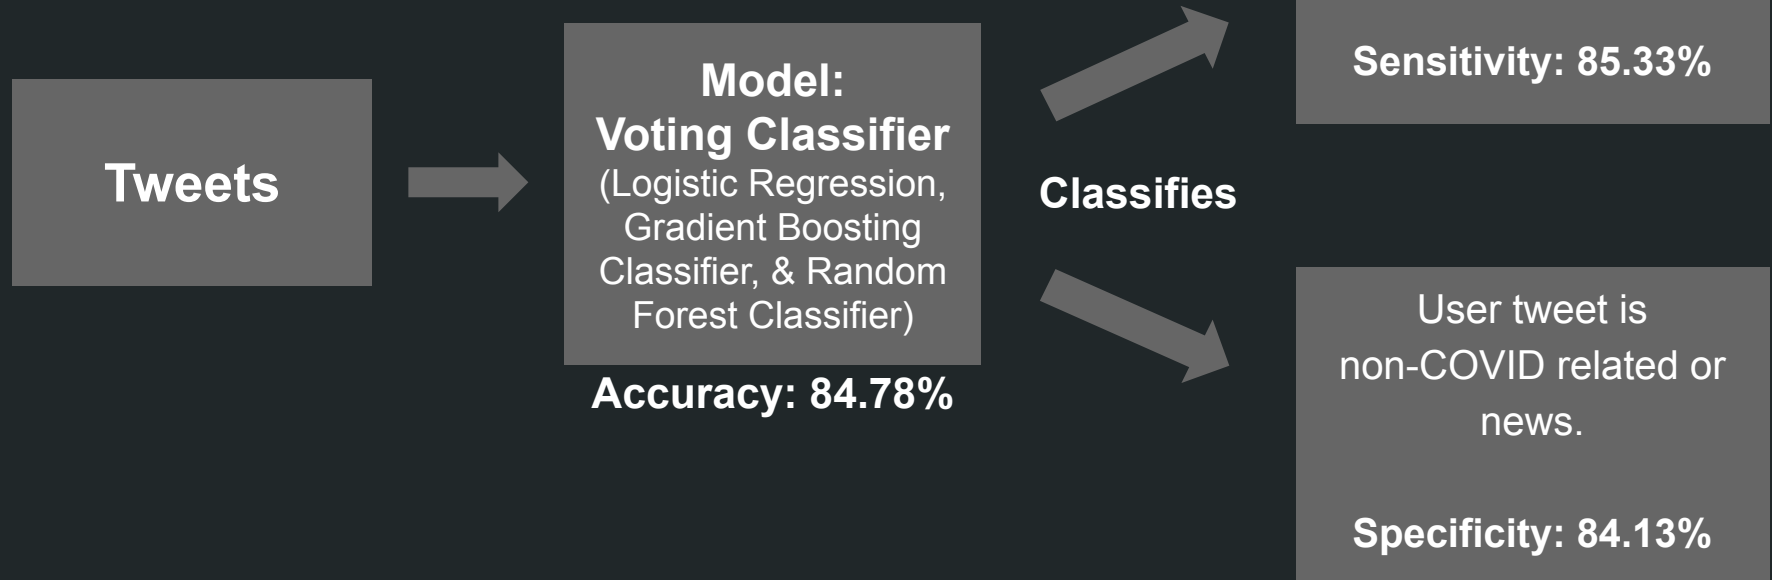 Tweets
Model:
Voting Classifier
(Logistic Regression,
Gradient Boosting
Classifier, & Random
Forest Classifier)
Accuracy: 84.78%
Classifies
Sensitivity: 85.33%
User tweet is
non-COVID related or
news.
Specificity: 84.13%